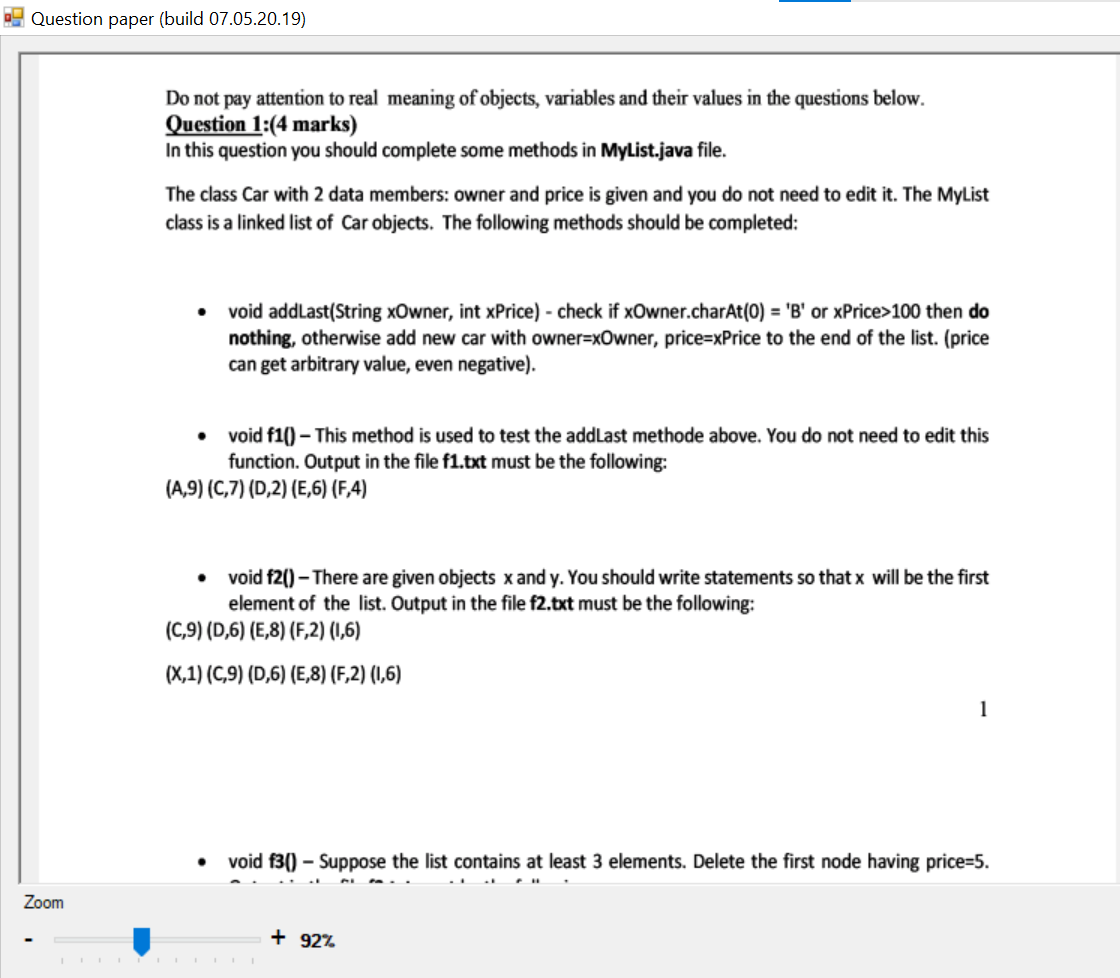 Question paper (build 07.05.20.19)
Do not pay attention to real meaning of objects, variables and their values in the questions below.
Question 1:(4 marks)
In this question you should complete some methods in MyList.java file.
The class Car with 2 data members: owner and price is given and you do not need to edit it. The MyList
class is a linked list of Car objects. The following methods should be completed:
• void addLast(String xOwner, int xPrice) - check if xOwner.charAt(0) = 'B' or xPrice>100 then do
nothing, otherwise add new car with owner=xOwner, price=xPrice to the end of the list. (price
can get arbitrary value, even negative).
• void f1() – This method is used to test the addLast methode above. You do not need to edit this
function. Output in the file f1.txt must be the following:
(A,9) (C,7) (D,2) (E,6) (F,4)
• void f2() – There are given objects x and y. You should write statements so that x will be the first
element of the list. Output in the file f2.txt must be the following:
(C,9) (D,6) (E,8) (F,2) (I,6)
(X,1) (C,9) (D,6) (E,8) (F,2) (I,6)
1
• void f3() – Suppose the list contains at least 3 elements. Delete the first node having price=5.
Zoom
- + 92%